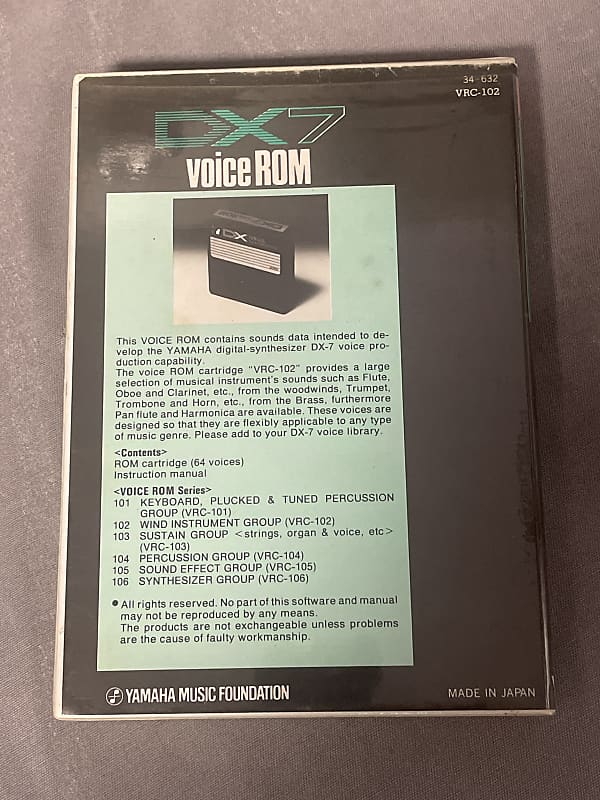 34-632
VRC-102
DX7
voice ROM
DX
This VOICE ROM contains sounds data intended to de-
velop the YAMAHA digital-synthesizer DX-7 voice pro-
duction capability.
The voice ROM cartridge "VRC-102" provides a large
selection of musical instrument's sounds such as Flute,
Oboe and Clarinet, etc., from the woodwinds, Trumpet,
Trombone and Horn, etc., from the Brass, furthermore
Pan flute and Harmonica are available. These voices are
designed so that they are flexibly applicable to any type
of music genre. Please add to your DX-7 voice library.
<Contents>
ROM cartridge (64 voices)
Instruction manual
<VOICE ROM Series>
101 KEYBOARD, PLUCKED & TUNED PERCUSSION
GROUP (VRC-101)
102 WIND INSTRUMENT GROUP (VRC-102)
103 SUSTAIN GROUP <strings, organ & voice, etc>
(VRC-103)
104 PERCUSSION GROUP (VRC-104)
105 SOUND EFFECT GROUP (VRC-105)
106 SYNTHESIZER GROUP (VRC-106)
● All rights reserved. No part of this software and manual
may not be reproduced by any means.
The products are not exchangeable unless problems
are the cause of faulty workmanship.
YAMAHA MUSIC FOUNDATION
MADE IN JAPAN